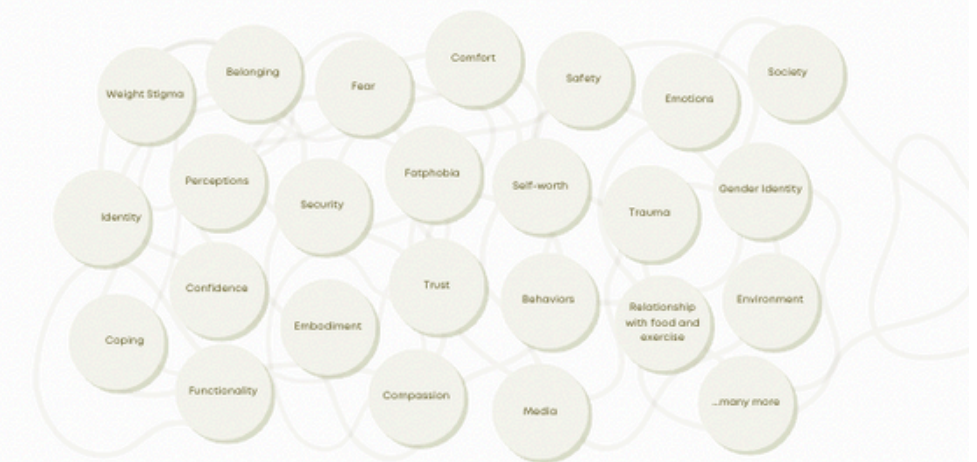 Weight Stigma
Belonging
Fear
Comfort
Safety
Emotions
Society
Identity
Perceptions
Security
Fatphobia
Self-worth
Trauma
Gender Identity
Coping
Confidence
Embodiment
Trust
Behaviors
Relationship
with food and
exercise
Environment
Functionality
Compassion
Media
...many more